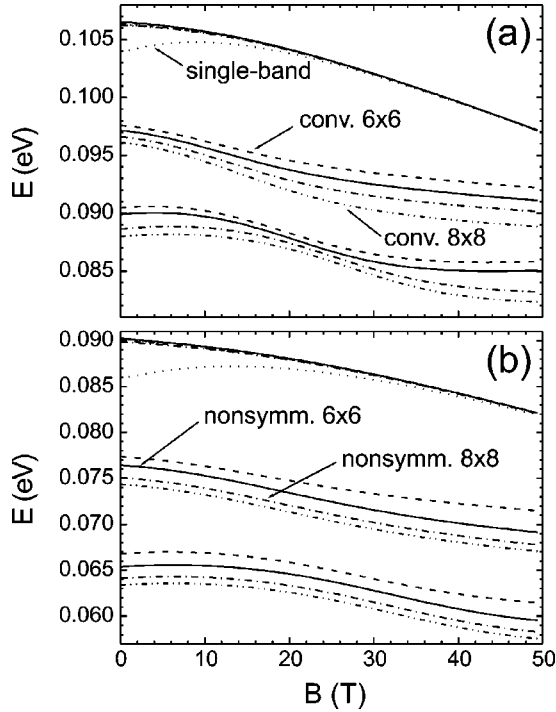 (a)
0.105
single-band
0.100
conv. 6x6
0.095
E (eV)
0.090
conv. 8x8
0.085
(b)
0.090
0.085
nonsymm. 6x6
0.080
nonsymm. 8x8
0.075
E (eV)
0.070
0.065
0.060
0 10 20 30 40 50
B (T)